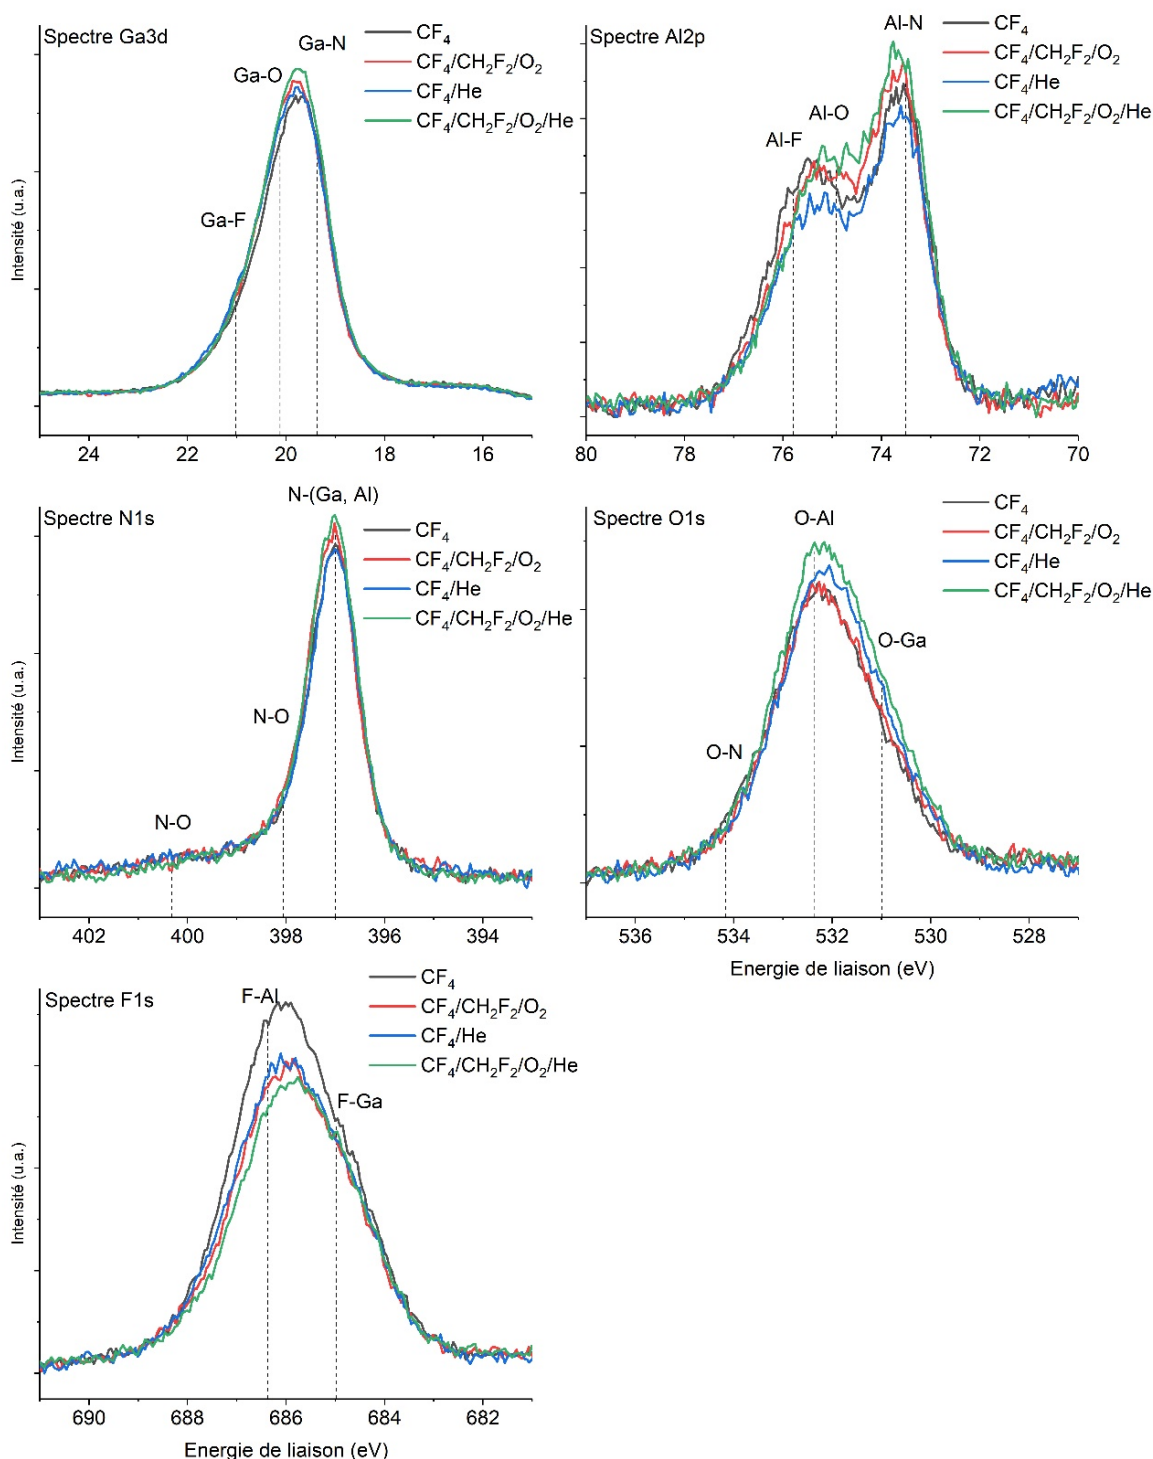 Spectre Ga3d
Ga-N
Ga-O
Ga-F
CF₄
CF₄/CH₂F₂/O₂
CF₄/He
CF₄/CH₂F₂/O₂/He
Intensité (u.a.)
24 22 20 18 16
Spectre Al2p
Al-N
Al-O
Al-F
CF₄
CF₄/CH₂F₂/O₂
CF₄/He
CF₄/CH₂F₂/O₂/He
80 78 76 74 72 70
Spectre N1s
N-(Ga, Al)
N-O
N-O
CF₄
CF₄/CH₂F₂/O₂
CF₄/He
CF₄/CH₂F₂/O₂/He
Intensité (u.a.)
402 400 398 396 394
Spectre O1s
O-Al
O-Ga
O-N
CF₄
CF₄/CH₂F₂/O₂
CF₄/He
CF₄/CH₂F₂/O₂/He
536 534 532 530 528
Energie de liaison (eV)
Spectre F1s
F-Al
F-Ga
CF₄
CF₄/CH₂F₂/O₂
CF₄/He
CF₄/CH₂F₂/O₂/He
Intensité (u.a.)
690 688 686 684 682
Energie de liaison (eV)